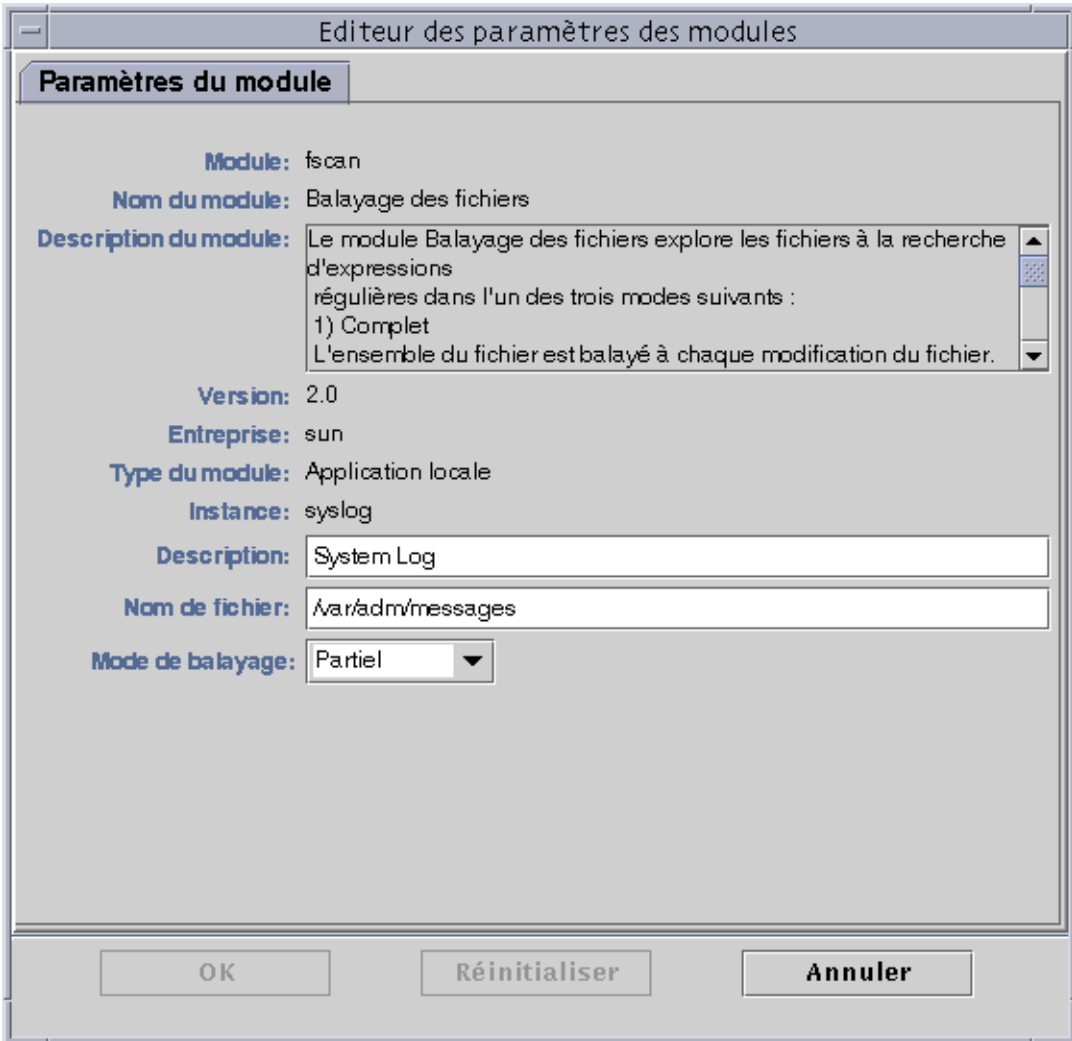 Editeur des paramètres des modules
Paramètres du module
Module: fscan
Nom du module: Balayage des fichiers
Description du module: Le module Balayage des fichiers explore les fichiers à la recherche
d'expressions
régulières dans l'un des trois modes suivants :
1) Complet
L'ensemble du fichier est balayé à chaque modification du fichier.
Version: 2.0
Entreprise: sun
Type du module: Application locale
Instance: syslog
Description: System Log
Nom de fichier: /var/adm/messages
Mode de balayage: Partiel
OK Réinitialiser Annuler